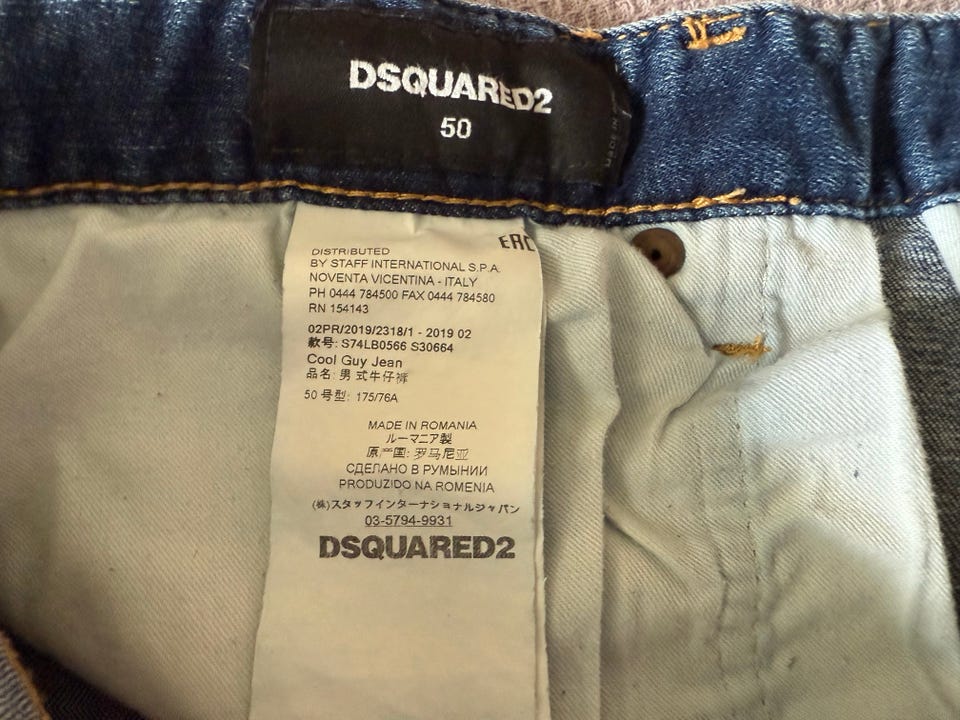 DSQUARED2
50
MADE IN
EAC
DISTRIBUTED
BY STAFF INTERNATIONAL S.P.A.
NOVENTA VICENTINA - ITALY
PH 0444 784500 FAX 0444 784580
RN 154143
02PR/2019/2318/1 - 2019 02
款号: S74LB0566 S30664
Cool Guy Jean
品名: 男式牛仔裤
50 号型: 175/76A
MADE IN ROMANIA
ルーマニア製
原产国: 罗马尼亚
СДЕЛАНО В РУМЫНИИ
PRODUZIDO NA ROMENIA
(株)スタッフインターナショナルジャパン
03-5794-9931
DSQUARED2